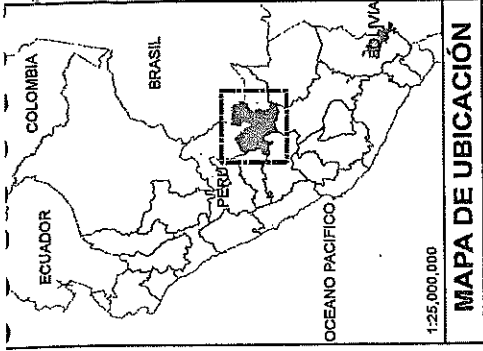 COLOMBIA
ECUADOR
BRASIL
PERU
BOLIVIA
OCEANO PACIFICO
1:25,000,000
MAPA DE UBICACIÓN